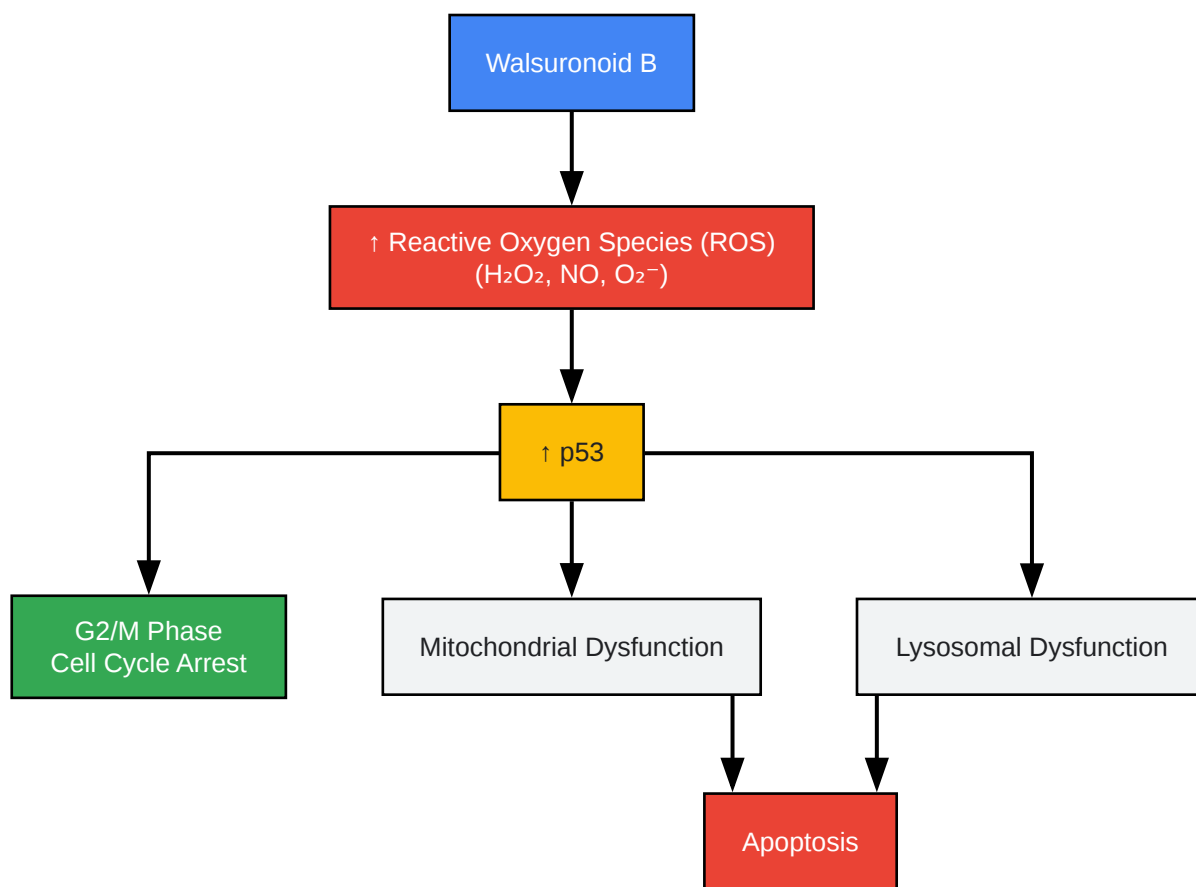 Walsuronoid B
↑ Reactive Oxygen Species (ROS)
(H₂O₂, NO, O₂⁻)
↑ p53
G2/M Phase
Cell Cycle Arrest
Mitochondrial Dysfunction
Lysosomal Dysfunction
Apoptosis